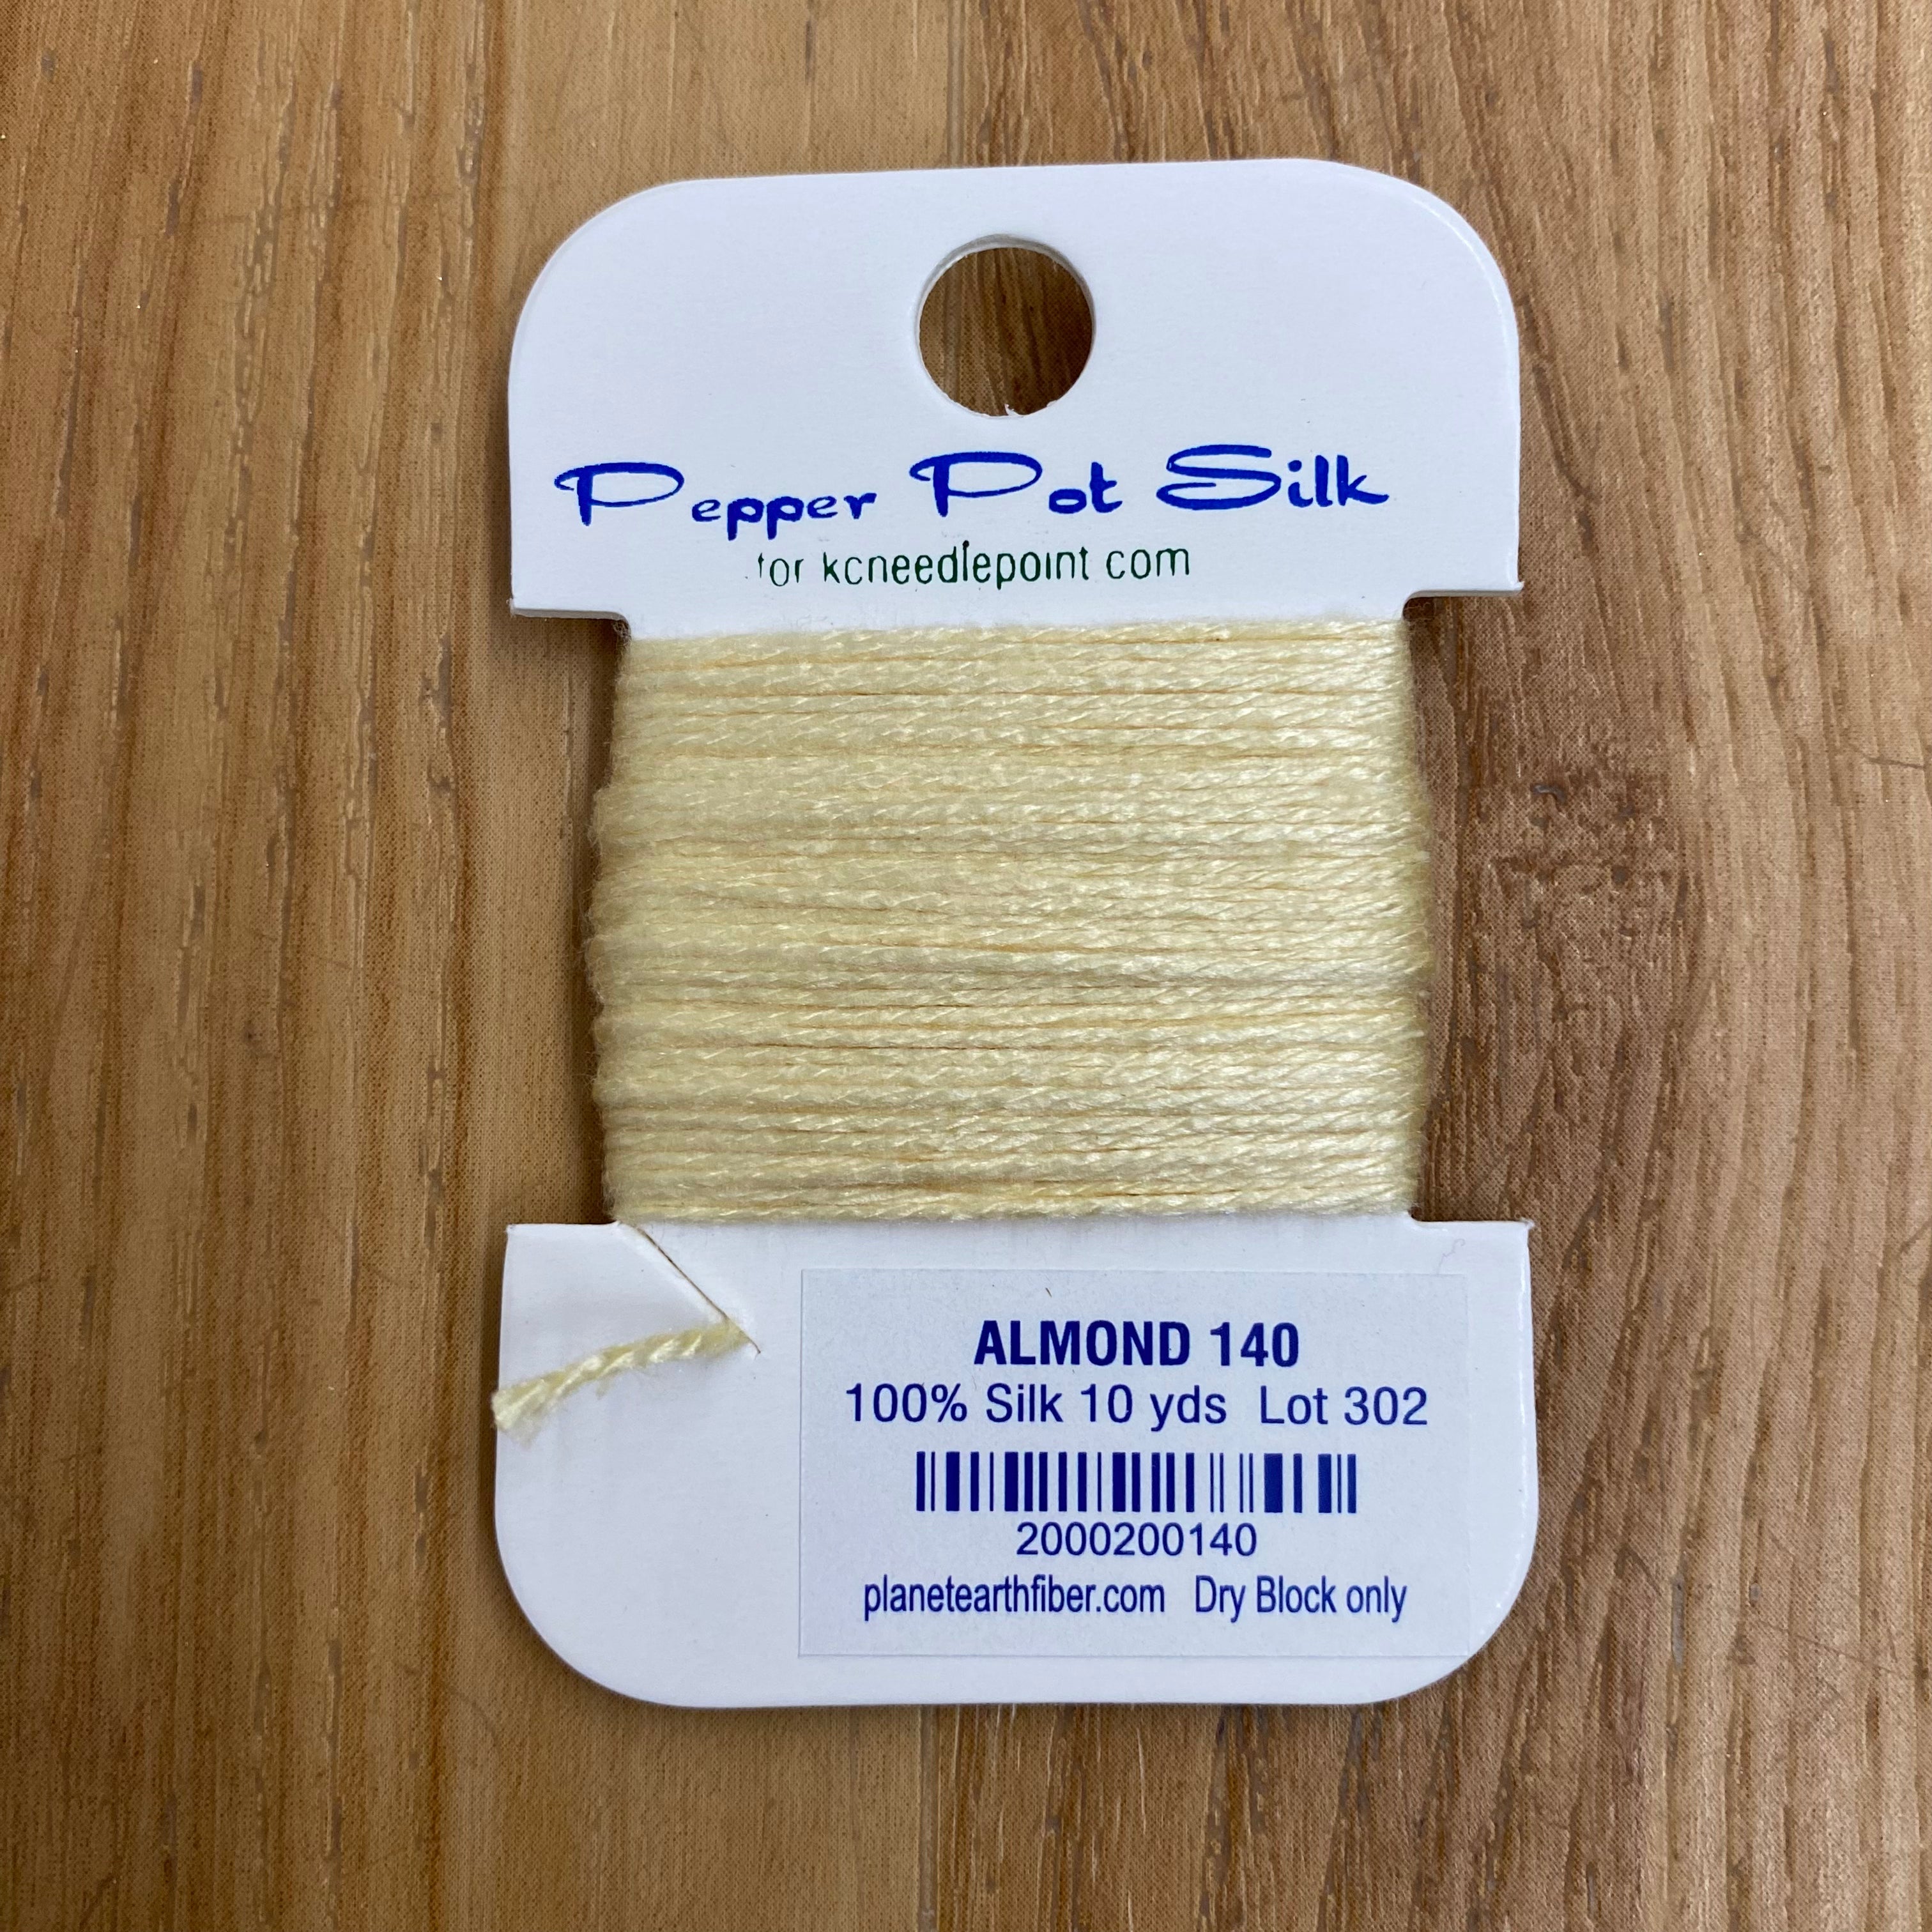 Pepper Pot Silk
for kcneedlepoint com
ALMOND 140
100% Silk 10 yds Lot 302
2000200140
planetearthfiber.com Dry Block only